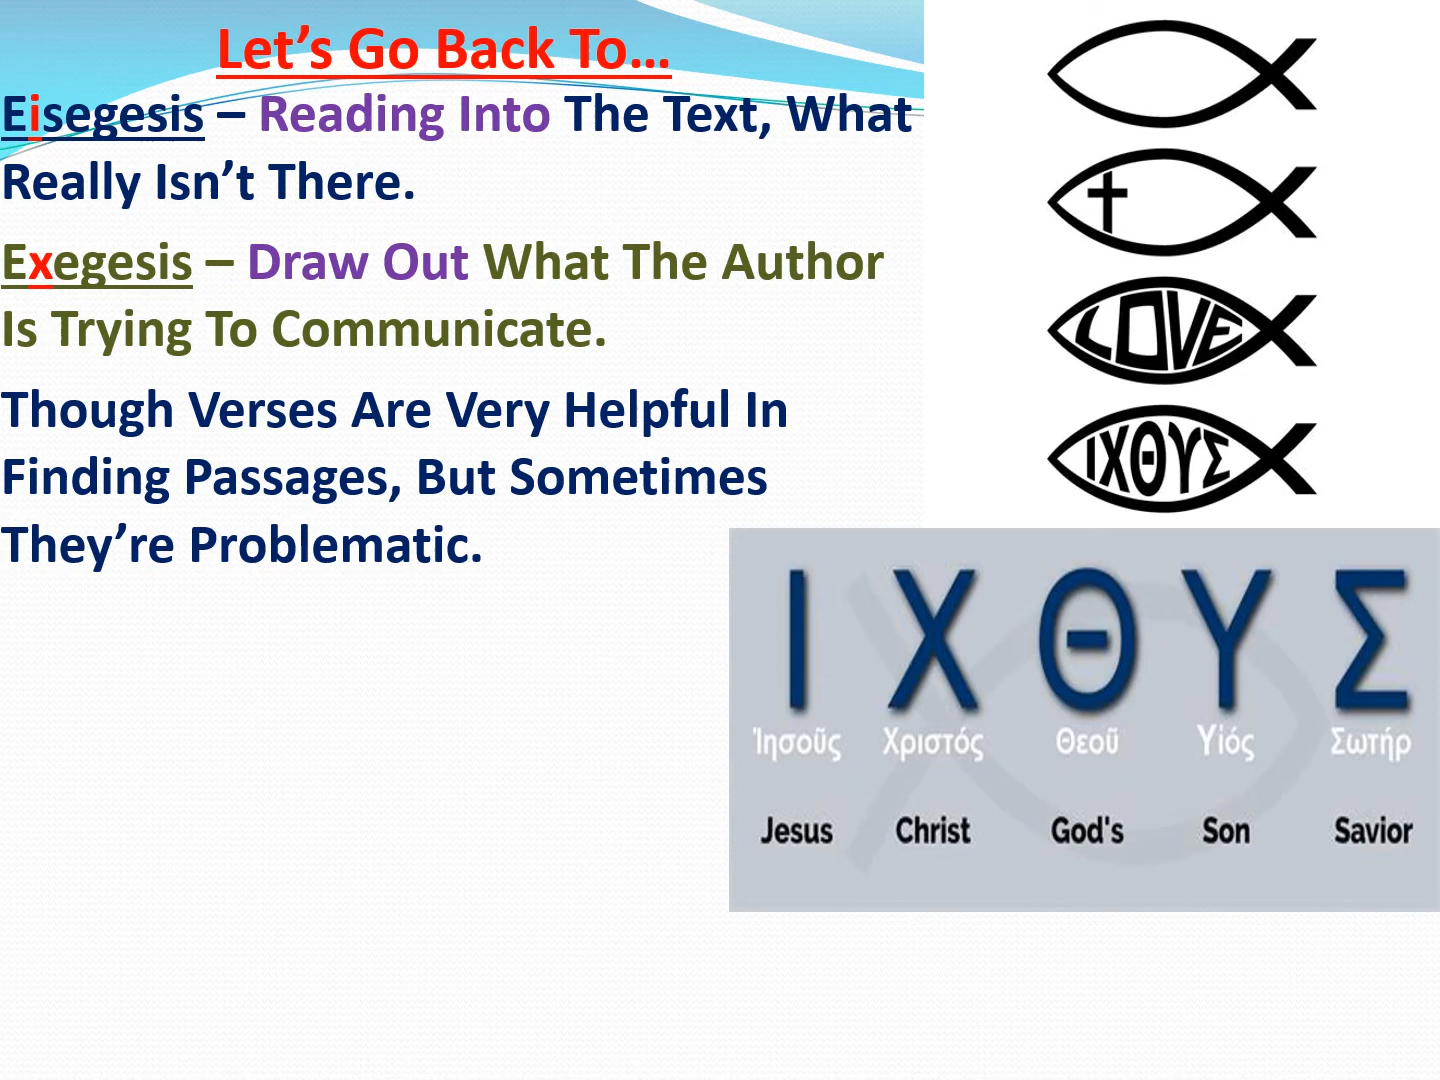 Let’s Go Back To…
Eisegesis – Reading Into The Text, What
Really Isn’t There.
Exegesis – Draw Out What The Author
Is Trying To Communicate.
Though Verses Are Very Helpful In
Finding Passages, But Sometimes
They’re Problematic.
LOVE
ΙΧΘΥΣ
Ι Χ Θ Υ Σ
Ἰησοῦς Χριστός Θεοῦ Υἱός Σωτήρ
Jesus Christ God's Son Savior